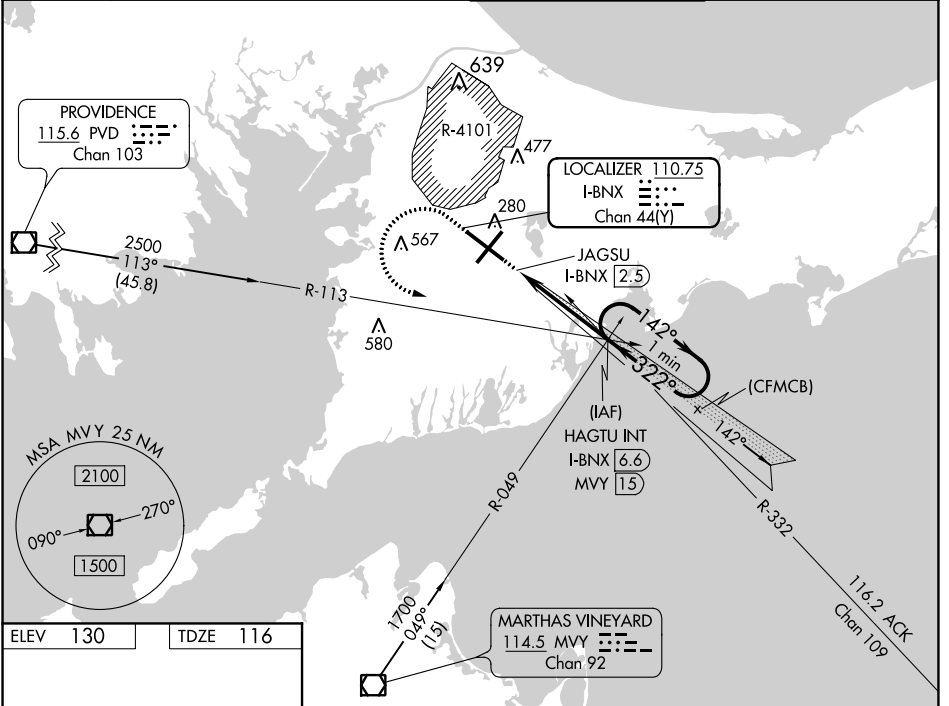 639
R-4101
477
PROVIDENCE
115.6 PVD
Chan 103
LOCALIZER 110.75
I-BNX
Chan 44(Y)
280
567
JAGSU
I-BNX 2.5
2500
113°
(45.8)
R-113
580
142°
1 min
322°
(CFMCB)
142°
(IAF)
HAGTU INT
I-BNX 6.6
MVY 15
MSA MVY 25 NM
2100
090°
270°
1500
R-049
R-332
116.2 ACK
Chan 109
1700
049°
(15)
MARTHAS VINEYARD
114.5 MVY
Chan 92
ELEV 130
TDZE 116